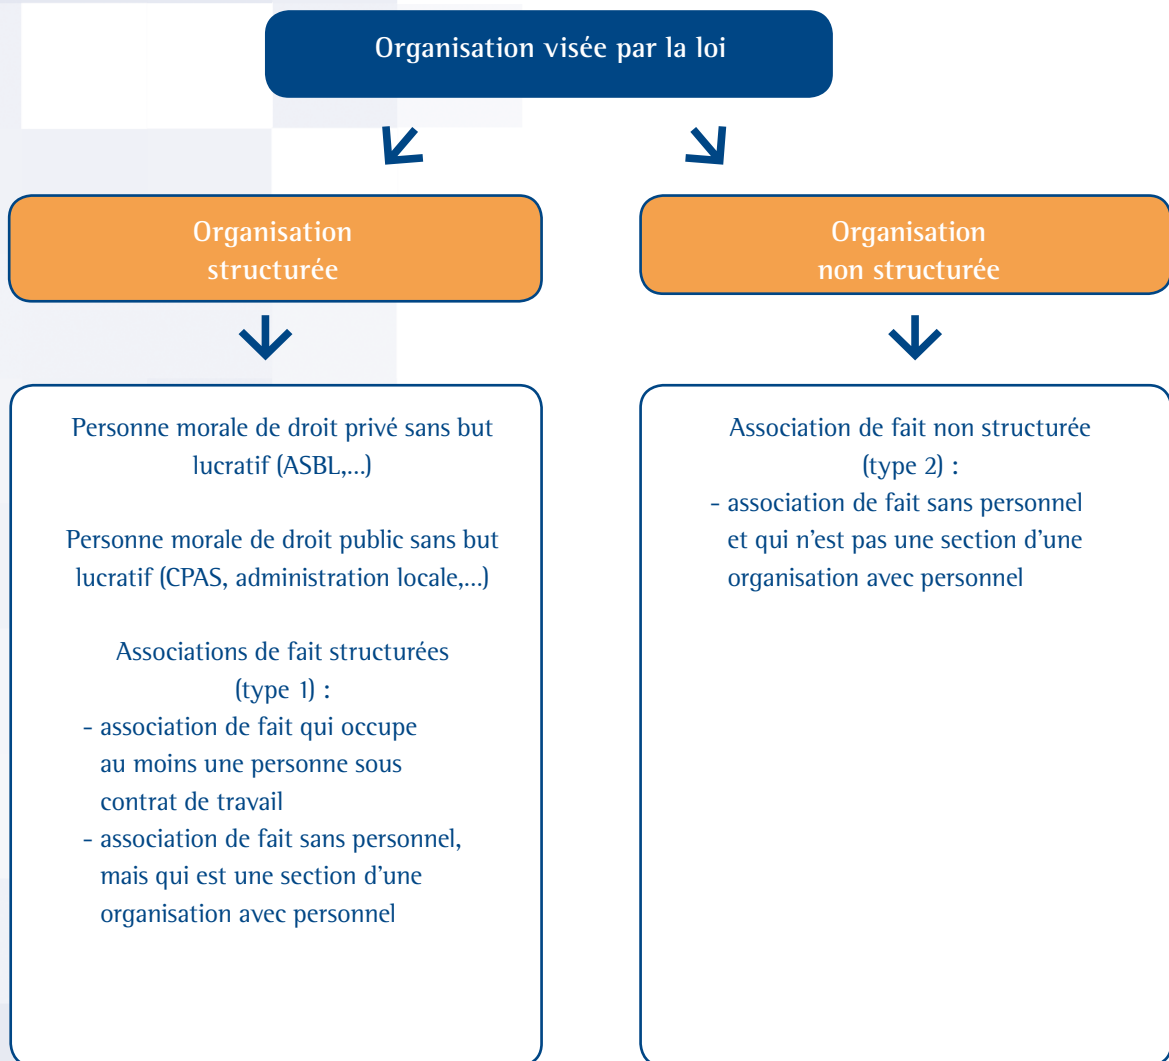 Organisation visée par la loi
Organisation
structurée
Organisation
non structurée
Personne morale de droit privé sans but
lucratif (ASBL,...)
Personne morale de droit public sans but
lucratif (CPAS, administration locale,...)
Associations de fait structurées
(type 1) :
- association de fait qui occupe
au moins une personne sous
contrat de travail
- association de fait sans personnel,
mais qui est une section d'une
organisation avec personnel
Association de fait non structurée
(type 2) :
- association de fait sans personnel
et qui n'est pas une section d'une
organisation avec personnel